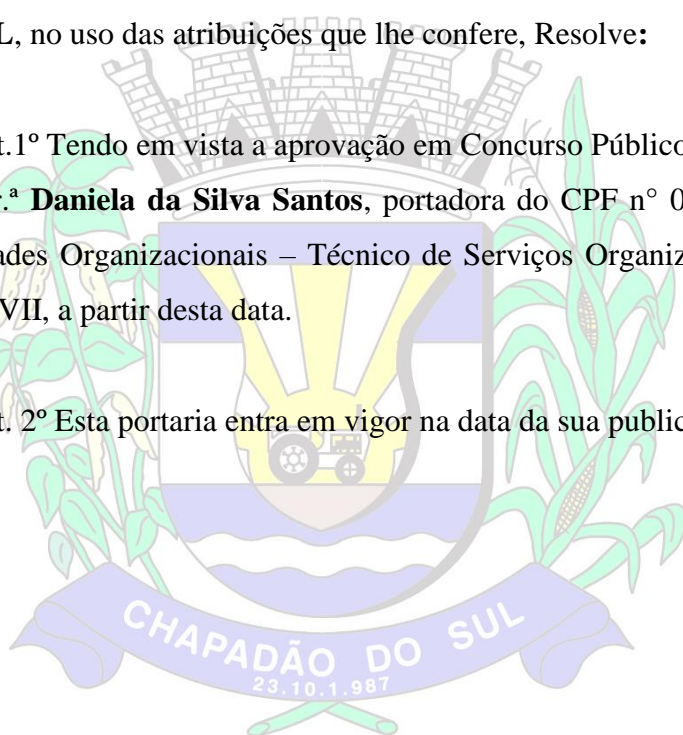 L, no uso das atribuições que lhe confere, Resolve:
t.1º Tendo em vista a aprovação em Concurso Público
r.ª Daniela da Silva Santos, portadora do CPF n° 0
ades Organizacionais – Técnico de Serviços Organiz
VII, a partir desta data.
t. 2º Esta portaria entra em vigor na data da sua public
CHAPADÃO DO SUL
23.10.1.987